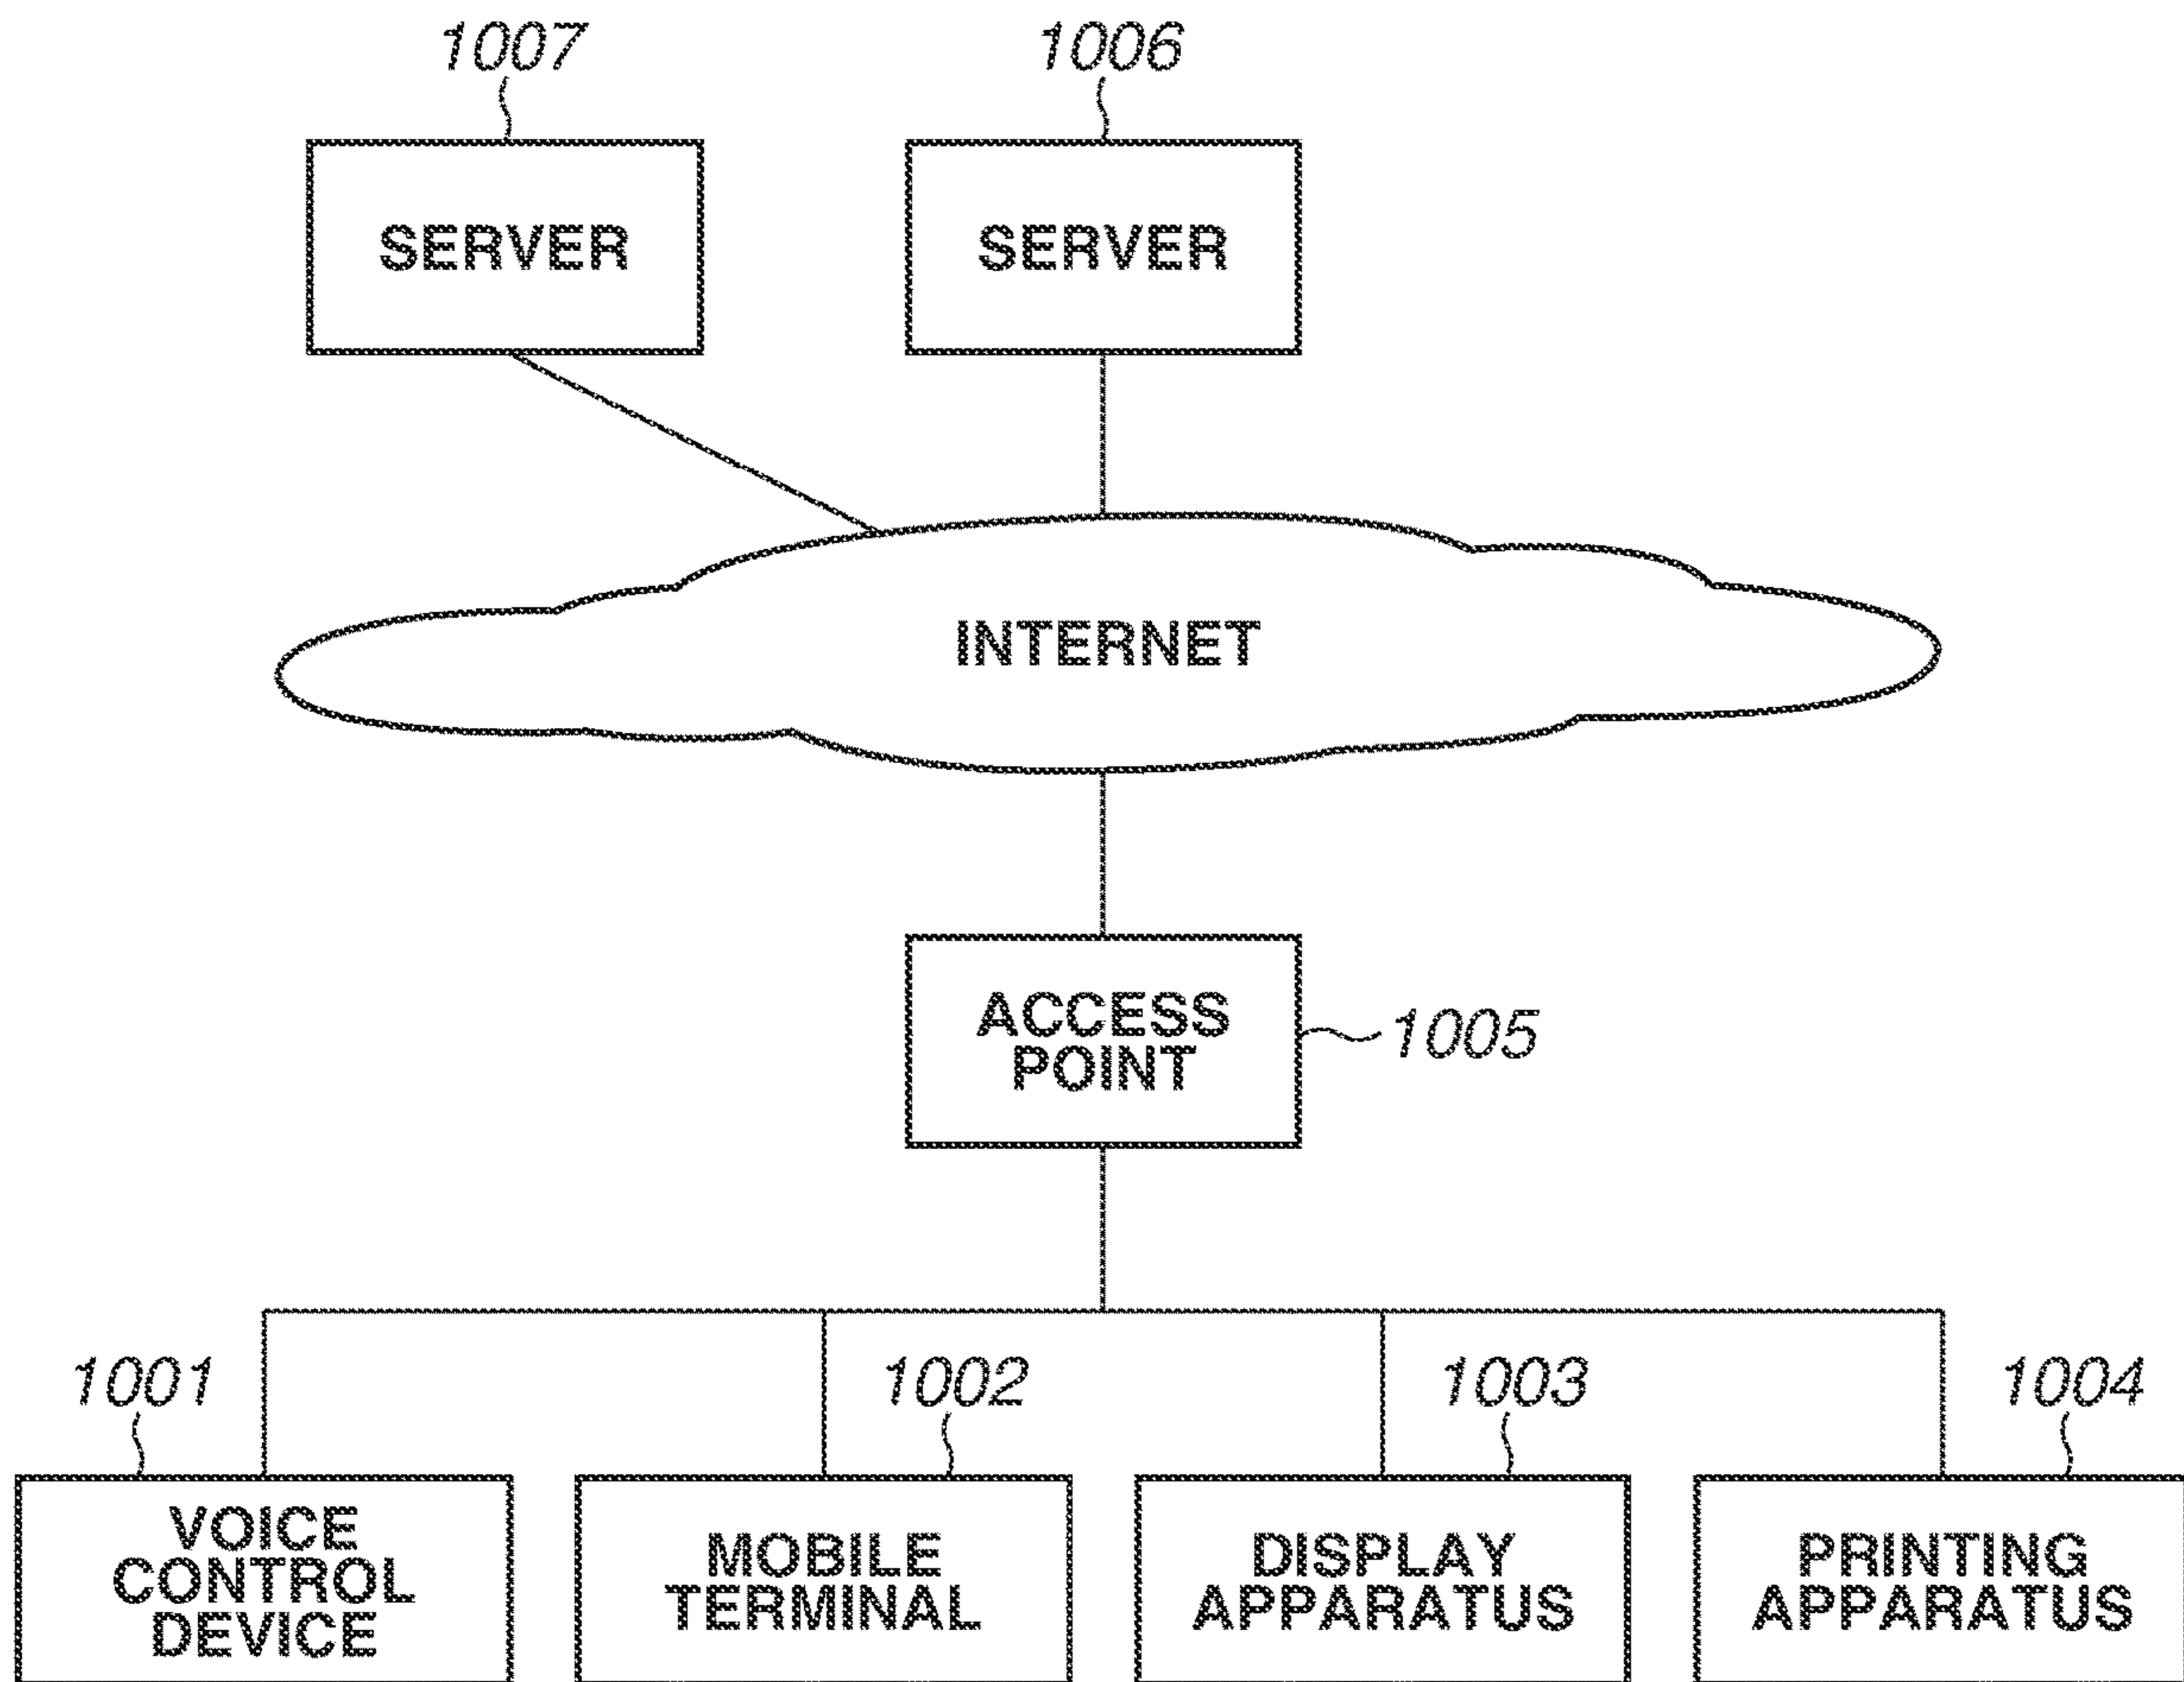 1007
1006
SERVER
SERVER
INTERNET
ACCESS
POINT
1005
1001
1002
1003
1004
VOICE
CONTROL
DEVICE
MOBILE
TERMINAL
DISPLAY
APPARATUS
PRINTING
APPARATUS